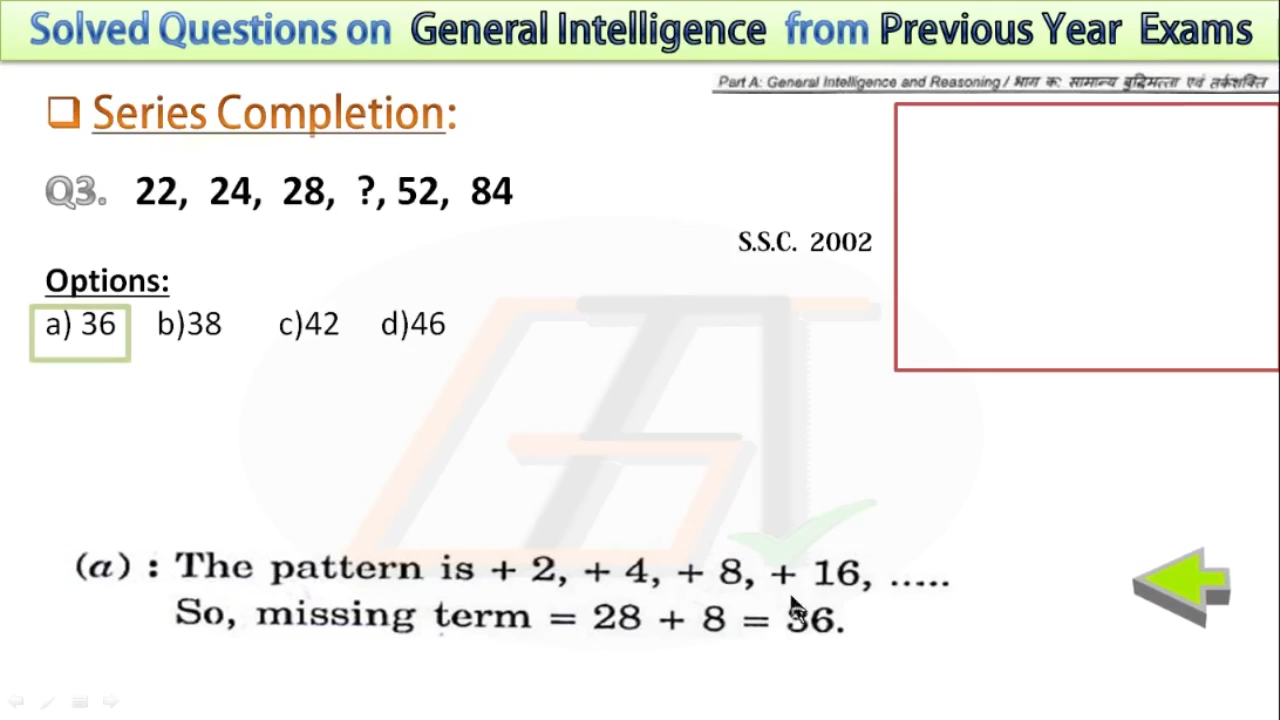 Solved Questions on General Intelligence from Previous Year Exams
Part A: General Intelligence and Reasoning / भाग क: सामान्य बुद्धिमत्ता एवं तर्कशक्ति
Series Completion:
Q3. 22, 24, 28, ?, 52, 84
S.S.C. 2002
Options:
a) 36 b)38 c)42 d)46
(a) : The pattern is + 2, + 4, + 8, + 16, .....
So, missing term = 28 + 8 = 36.